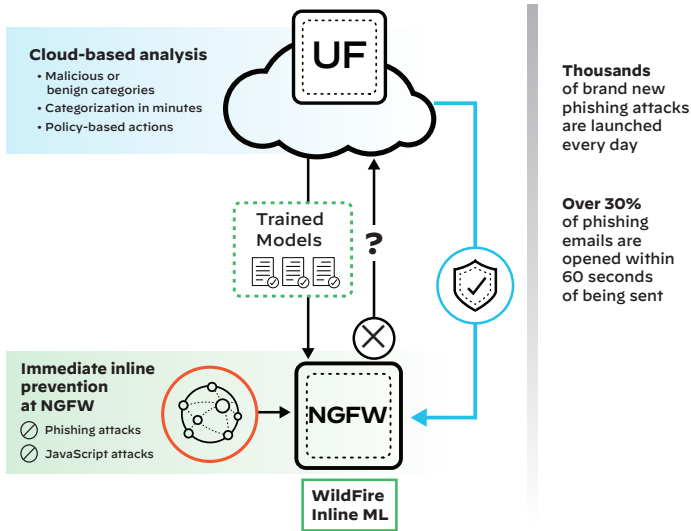 UF
Cloud-based analysis
• Malicious or
benign categories
• Categorization in minutes
• Policy-based actions
Trained
Models
?
Immediate inline
prevention
at NGFW
Phishing attacks
JavaScript attacks
NGFW
WildFire
Inline ML
Thousands
of brand new
phishing attacks
are launched
every day
Over 30%
of phishing
emails are
opened within
60 seconds
of being sent